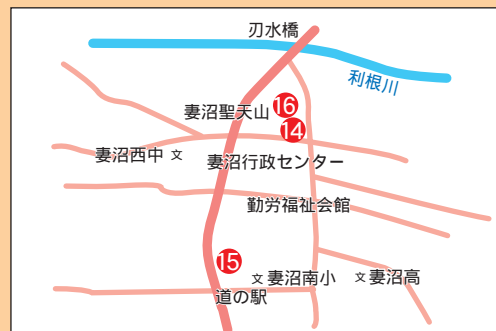 刃水橋
利根川
妻沼聖天山
16
14
妻沼西中 文
妻沼行政センター
勤労福祉会館
15
文 妻沼南小
文 妻沼高
道の駅